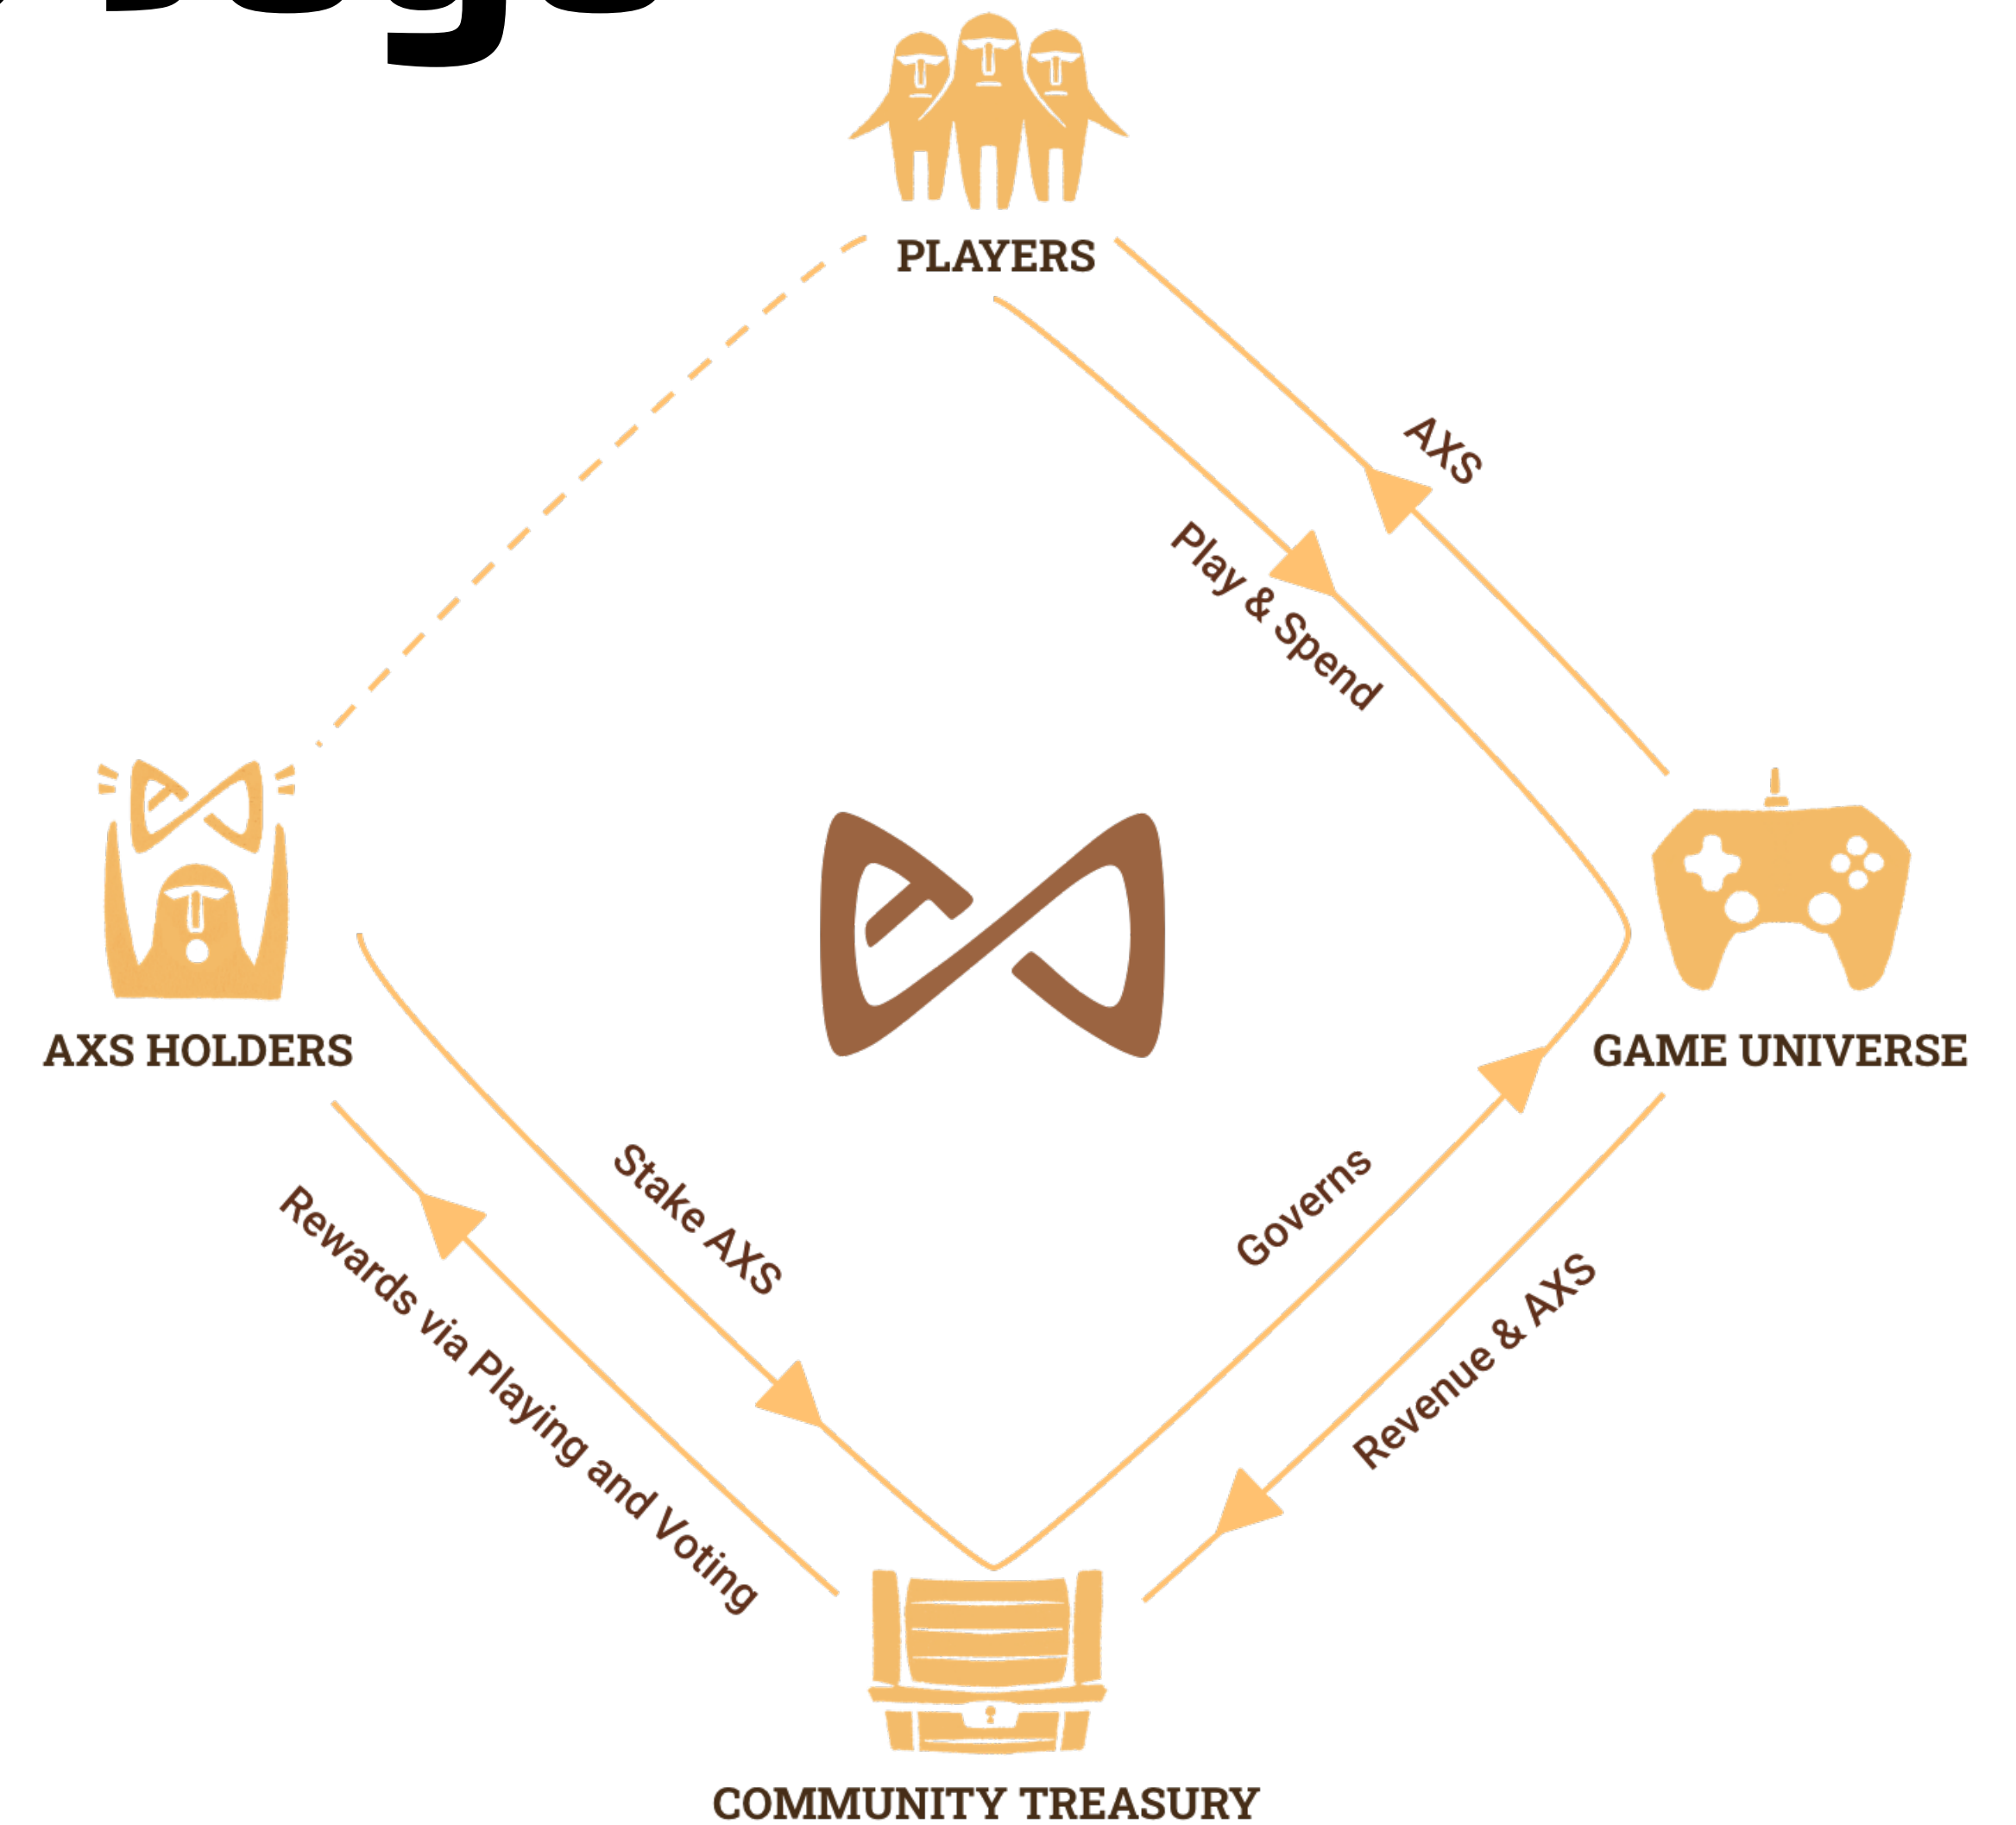 PLAYERS
AXS
Play & Spend
AXS HOLDERS
GAME UNIVERSE
Stake AXS
Governs
Rewards via Playing and Voting
Revenue & AXS
COMMUNITY TREASURY